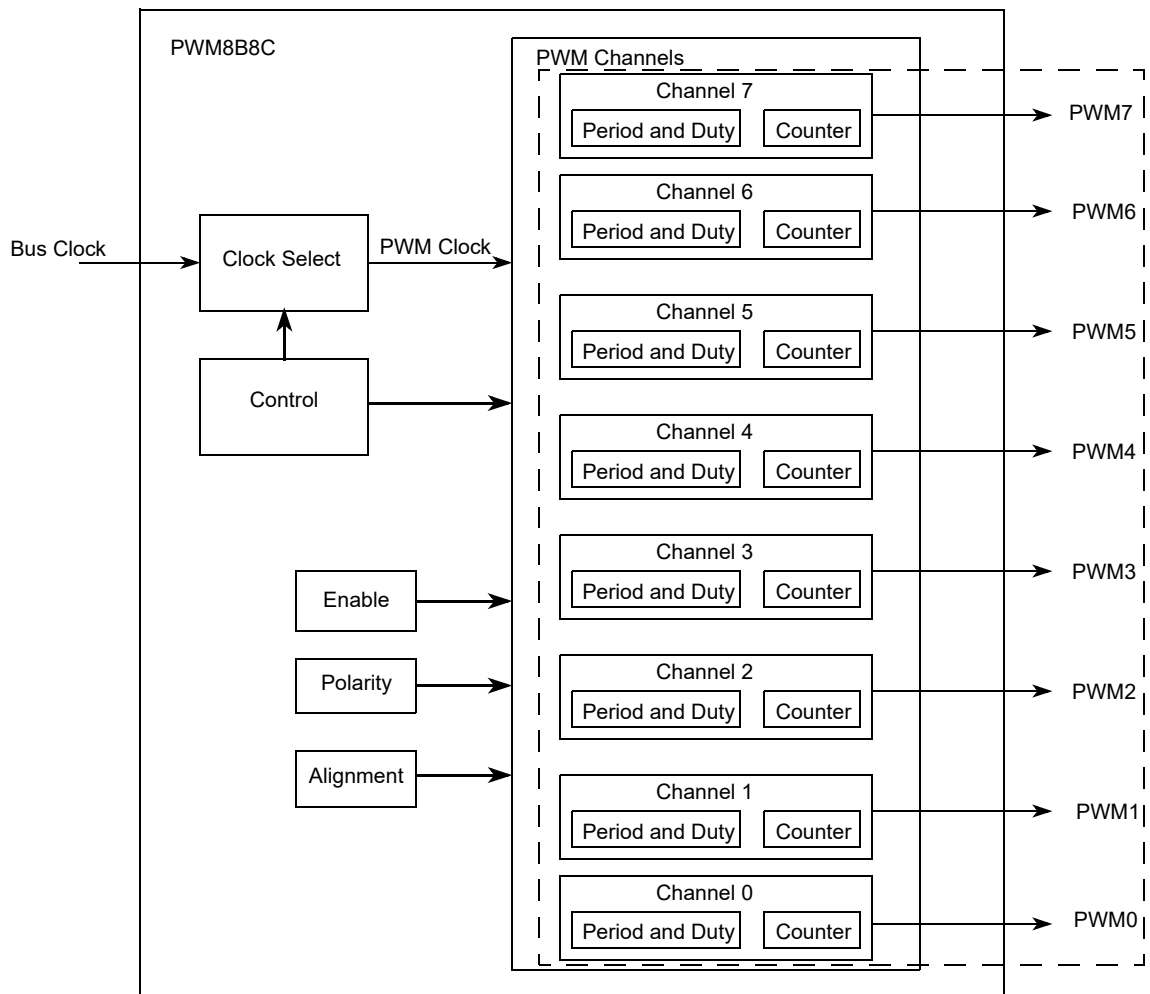 PWM8B8C
PWM Channels
Channel 7
Period and Duty
Counter
PWM7
Channel 6
Period and Duty
Counter
PWM6
Bus Clock
Clock Select
PWM Clock
Channel 5
Period and Duty
Counter
PWM5
Control
Channel 4
Period and Duty
Counter
PWM4
Channel 3
Period and Duty
Counter
PWM3
Enable
Polarity
Channel 2
Period and Duty
Counter
PWM2
Alignment
Channel 1
Period and Duty
Counter
PWM1
Channel 0
Period and Duty
Counter
PWM0